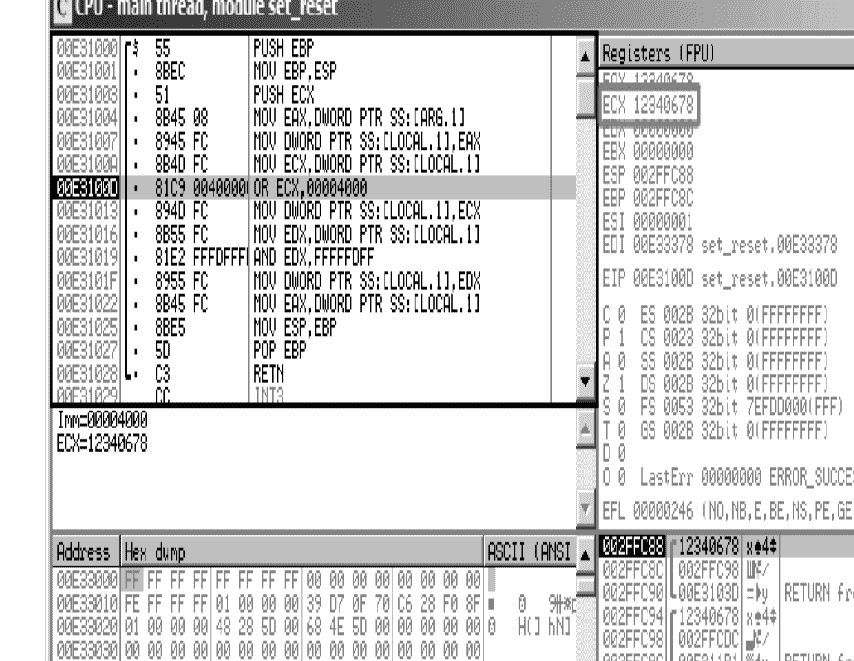 CPU - main thread, module set_reset
00E31000 55 PUSH EBP
00E31001 8BEC MOV EBP,ESP
00E31003 51 PUSH ECX
00E31004 8B45 08 MOV EAX,DWORD PTR SS:[ARG.1]
00E31007 8945 FC MOV DWORD PTR SS:[LOCAL.1],EAX
00E3100A 8B4D FC MOV ECX,DWORD PTR SS:[LOCAL.1]
00E3100D 81C9 0040000 OR ECX,00004000
00E31013 894D FC MOV DWORD PTR SS:[LOCAL.1],ECX
00E31016 8B55 FC MOV EDX,DWORD PTR SS:[LOCAL.1]
00E31019 81E2 FFFDFFF AND EDX,FFFFFDFF
00E3101F 8955 FC MOV DWORD PTR SS:[LOCAL.1],EDX
00E31022 8B45 FC MOV EAX,DWORD PTR SS:[LOCAL.1]
00E31025 8BE5 MOV ESP,EBP
00E31027 5D POP EBP
00E31028 C3 RETN
00E31029 CC INT3
Imm=00004000
ECX=12340678
Registers (FPU)
EAX 12340678
ECX 12340678
EDX 00000000
EBX 00000000
ESP 002FFC88
EBP 002FFC8C
ESI 00000001
EDI 00E33378 set_reset.00E33378
EIP 00E3100D set_reset.00E3100D
C 0 ES 002B 32bit 0(FFFFFFFF)
P 1 CS 0023 32bit 0(FFFFFFFF)
A 0 SS 002B 32bit 0(FFFFFFFF)
Z 1 DS 002B 32bit 0(FFFFFFFF)
S 0 FS 0053 32bit 7EFDD000(FFF)
T 0 GS 002B 32bit 0(FFFFFFFF)
D 0
O 0 LastErr 00000000 ERROR_SUCCES
EFL 00000246 (NO,NB,E,BE,NS,PE,GE
Address Hex dump ASCII (ANSI
00E33000 FF FF FF FF FF FF FF FF 00 00 00 00 00 00 00 00
00E33010 FE FF FF FF 01 00 00 00 39 D7 0F 70 C6 28 F0 8F
00E33020 01 00 00 00 48 28 5D 00 68 4E 5D 00 00 00 00 00 H(] hN]
00E33030 00 00 00 00 00 00 00 00 00 00 00 00 00 00 00 00
002FFC88 12340678
002FFC8C 002FFC98
002FFC90 00E3103D RETURN fr
002FFC94 12340678
002FFC98 002FFCDC
002FFC9C 00E311B1 RETURN fr